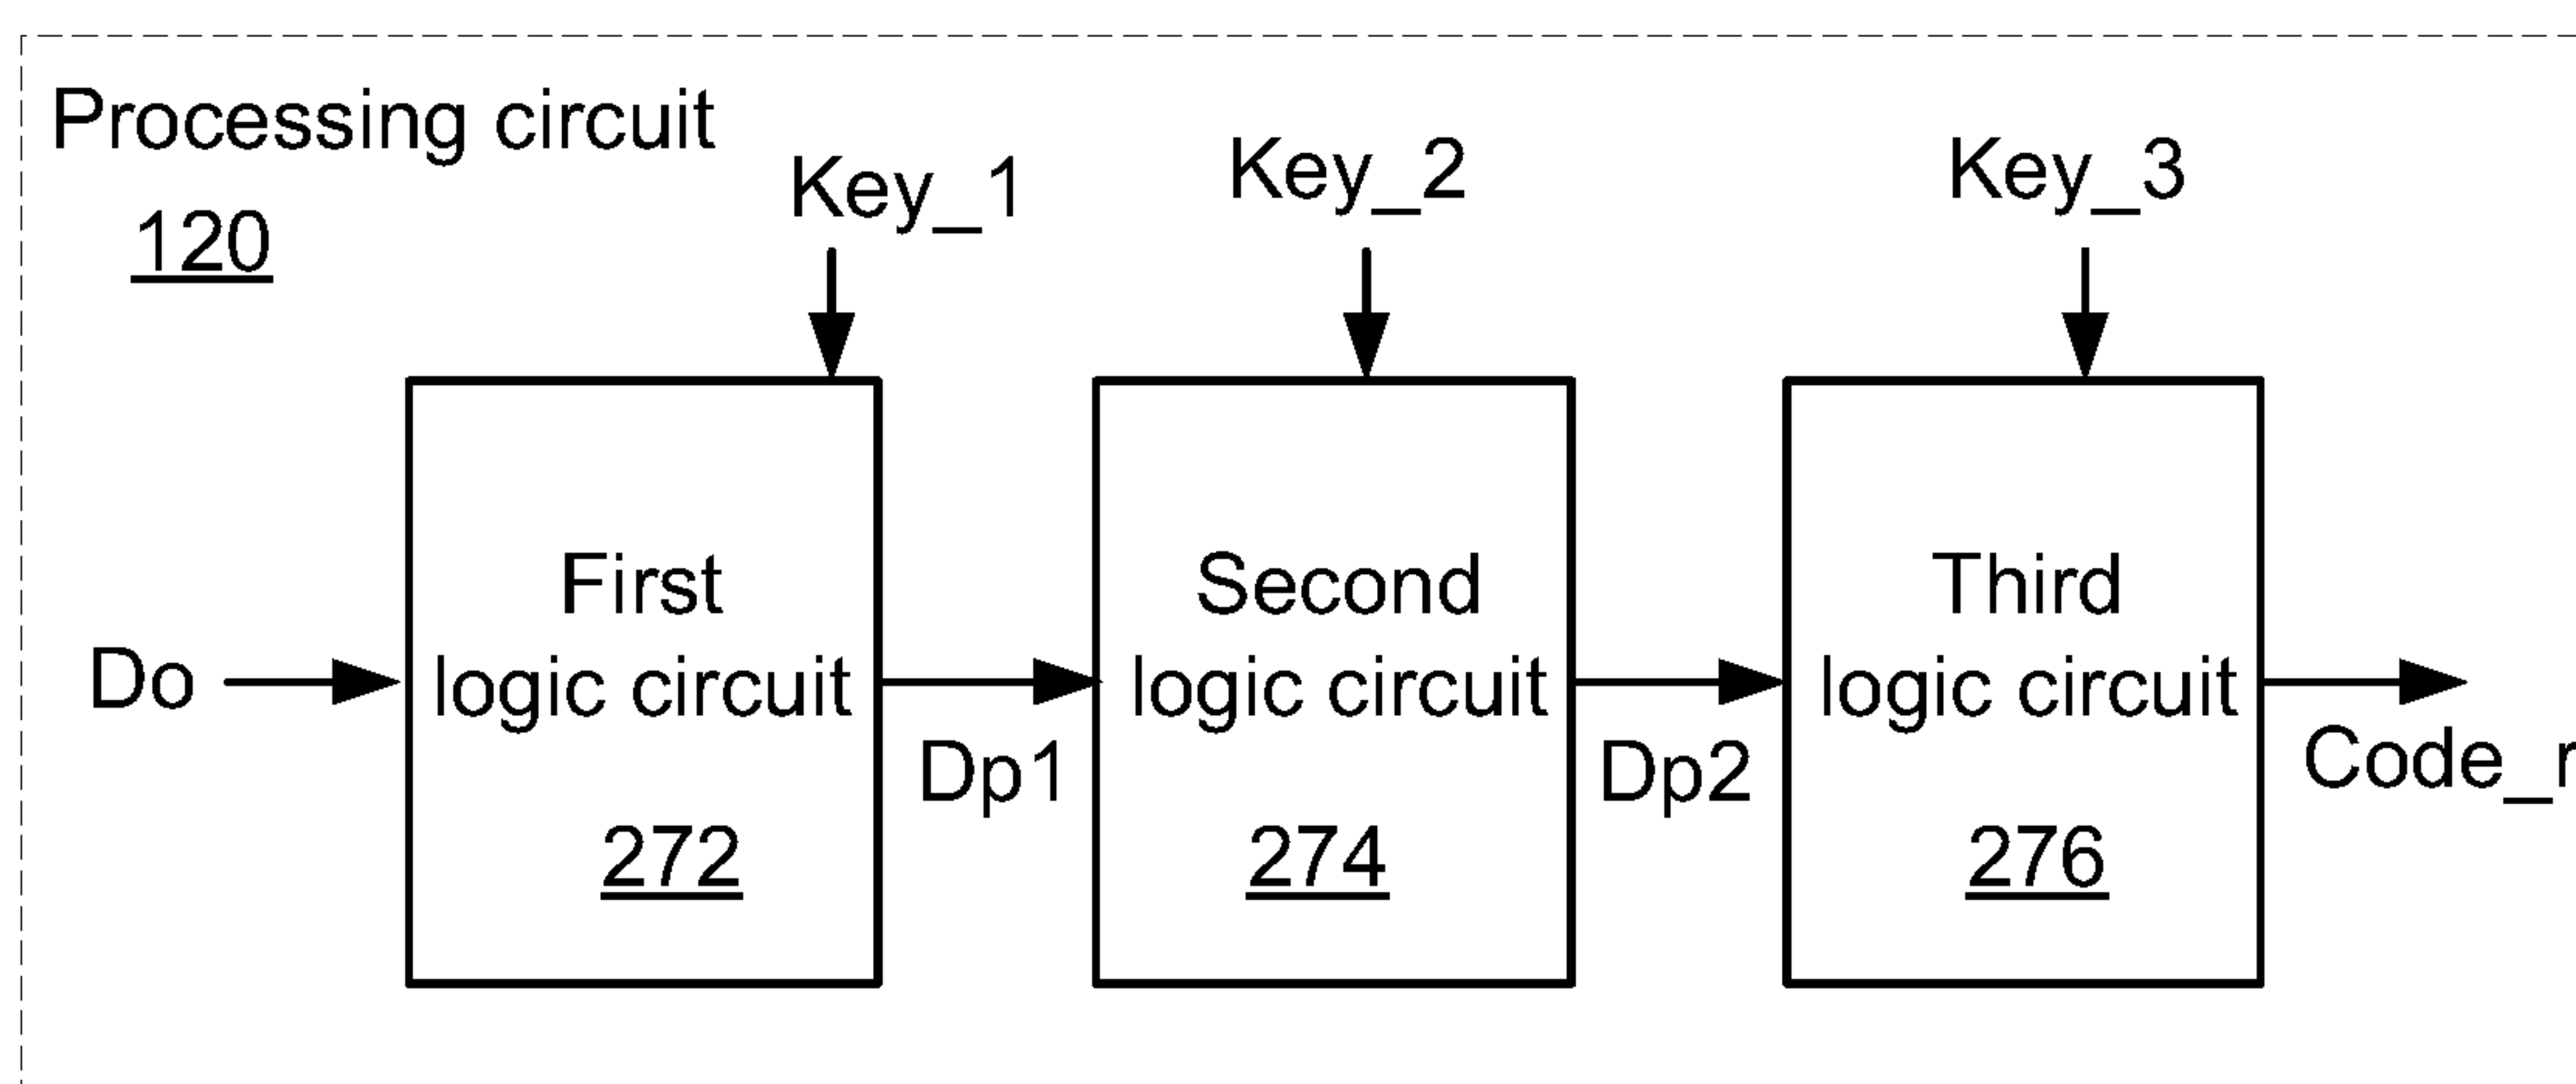 Processing circuit
120
Key_1
Key_2
Key_3
Do
First
logic circuit
272
Dp1
Second
logic circuit
274
Dp2
Third
logic circuit
276
Code_r